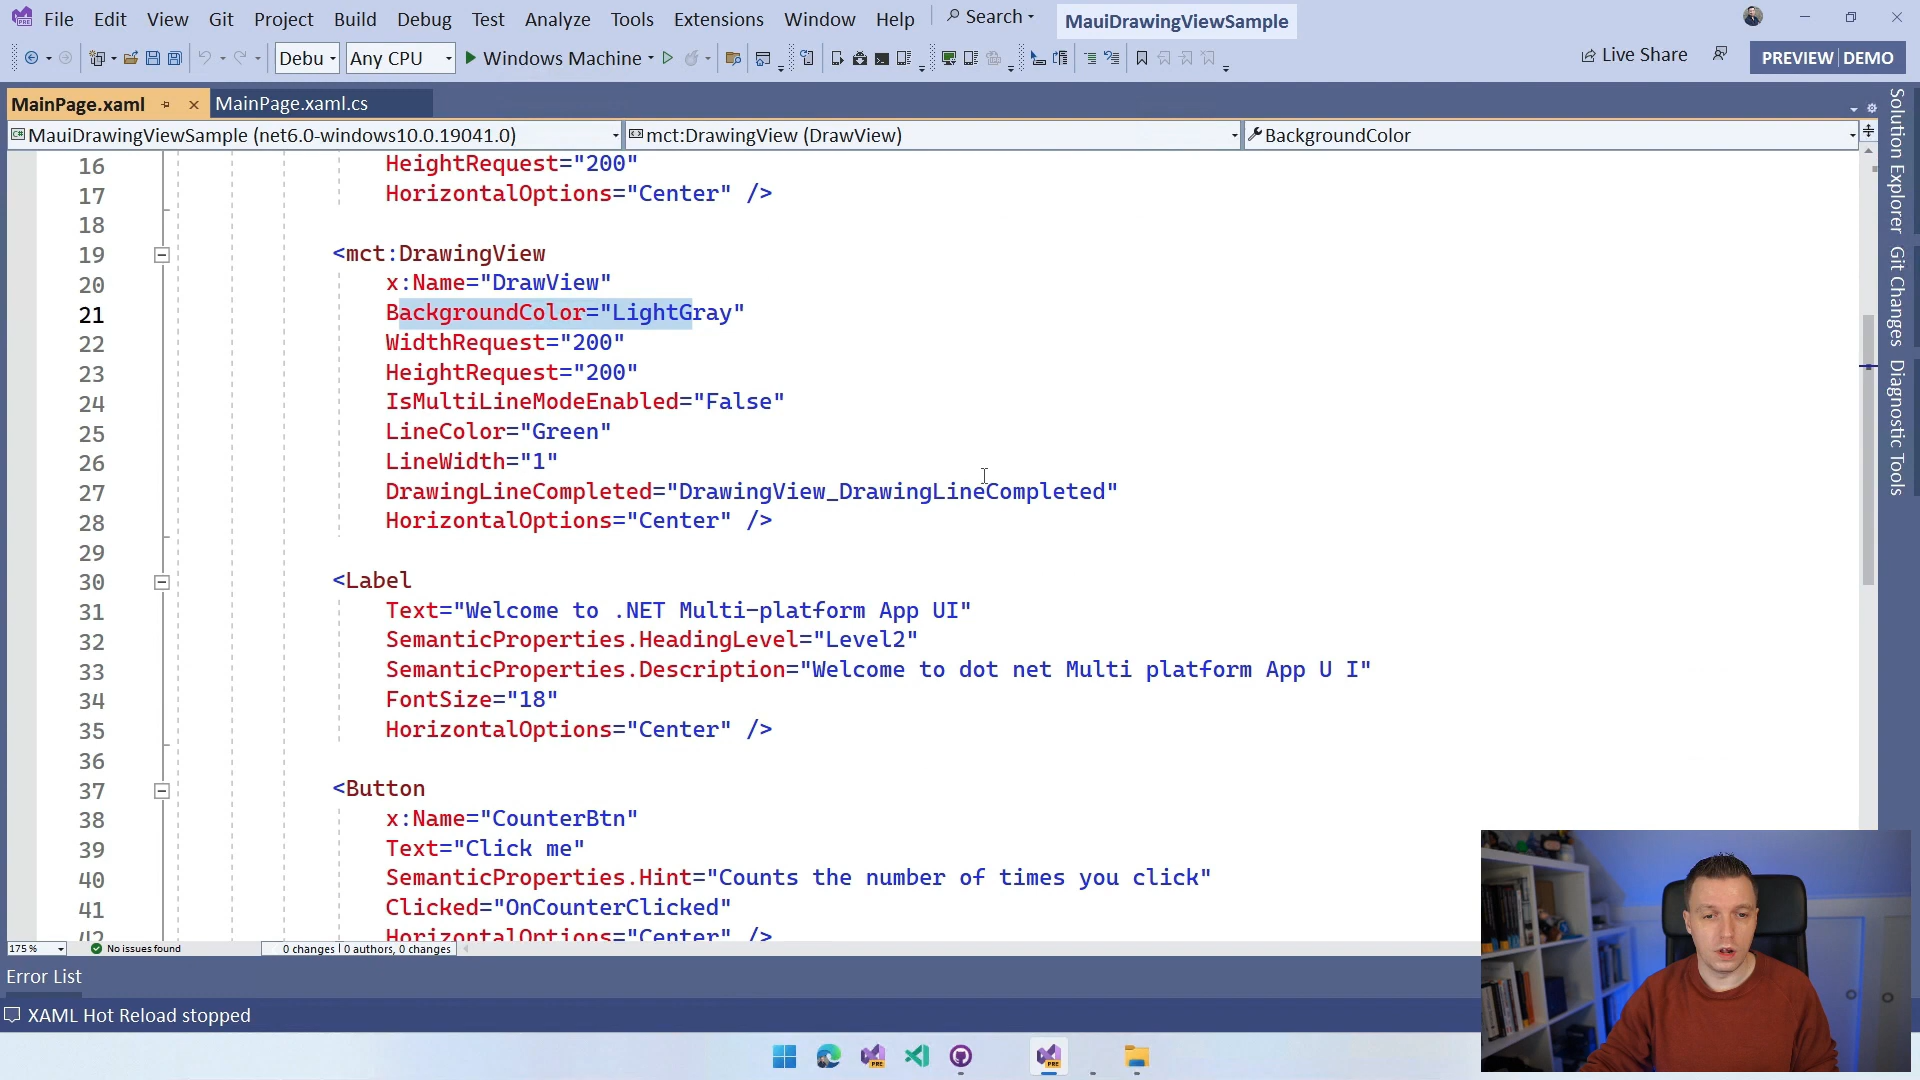 File Edit View Git Project Build Debug Test Analyze Tools Extensions Window Help Search MauiDrawingViewSample
Debu Any CPU Windows Machine Live Share PREVIEW DEMO
MainPage.xaml MainPage.xaml.cs
MauiDrawingViewSample (net6.0-windows10.0.19041.0) mct:DrawingView (DrawView) BackgroundColor
16 HeightRequest="200"
17 HorizontalOptions="Center" />
18
19 <mct:DrawingView
20 x:Name="DrawView"
21 BackgroundColor="LightGray"
22 WidthRequest="200"
23 HeightRequest="200"
24 IsMultiLineModeEnabled="False"
25 LineColor="Green"
26 LineWidth="1"
27 DrawingLineCompleted="DrawingView_DrawingLineCompleted"
28 HorizontalOptions="Center" />
29
30 <Label
31 Text="Welcome to .NET Multi-platform App UI"
32 SemanticProperties.HeadingLevel="Level2"
33 SemanticProperties.Description="Welcome to dot net Multi platform App U I"
34 FontSize="18"
35 HorizontalOptions="Center" />
36
37 <Button
38 x:Name="CounterBtn"
39 Text="Click me"
40 SemanticProperties.Hint="Counts the number of times you click"
41 Clicked="OnCounterClicked"
42 HorizontalOptions="Center" />
175 % No issues found 0 changes | 0 authors, 0 changes
Error List
XAML Hot Reload stopped
Solution Explorer
Git Changes
Diagnostic Tools